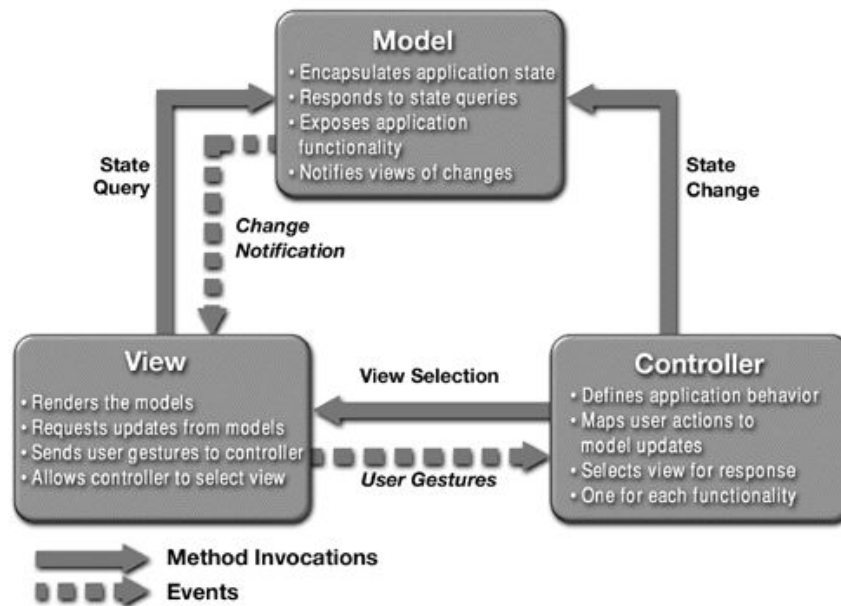 Model
• Encapsulates application state
• Responds to state queries
• Exposes application
functionality
• Notifies views of changes
State
Query
State
Change
Change
Notification
View
• Renders the models
• Requests updates from models
• Sends user gestures to controller
• Allows controller to select view
View Selection
User Gestures
Controller
• Defines application behavior
• Maps user actions to
model updates
• Selects view for response
• One for each functionality
Method Invocations
Events